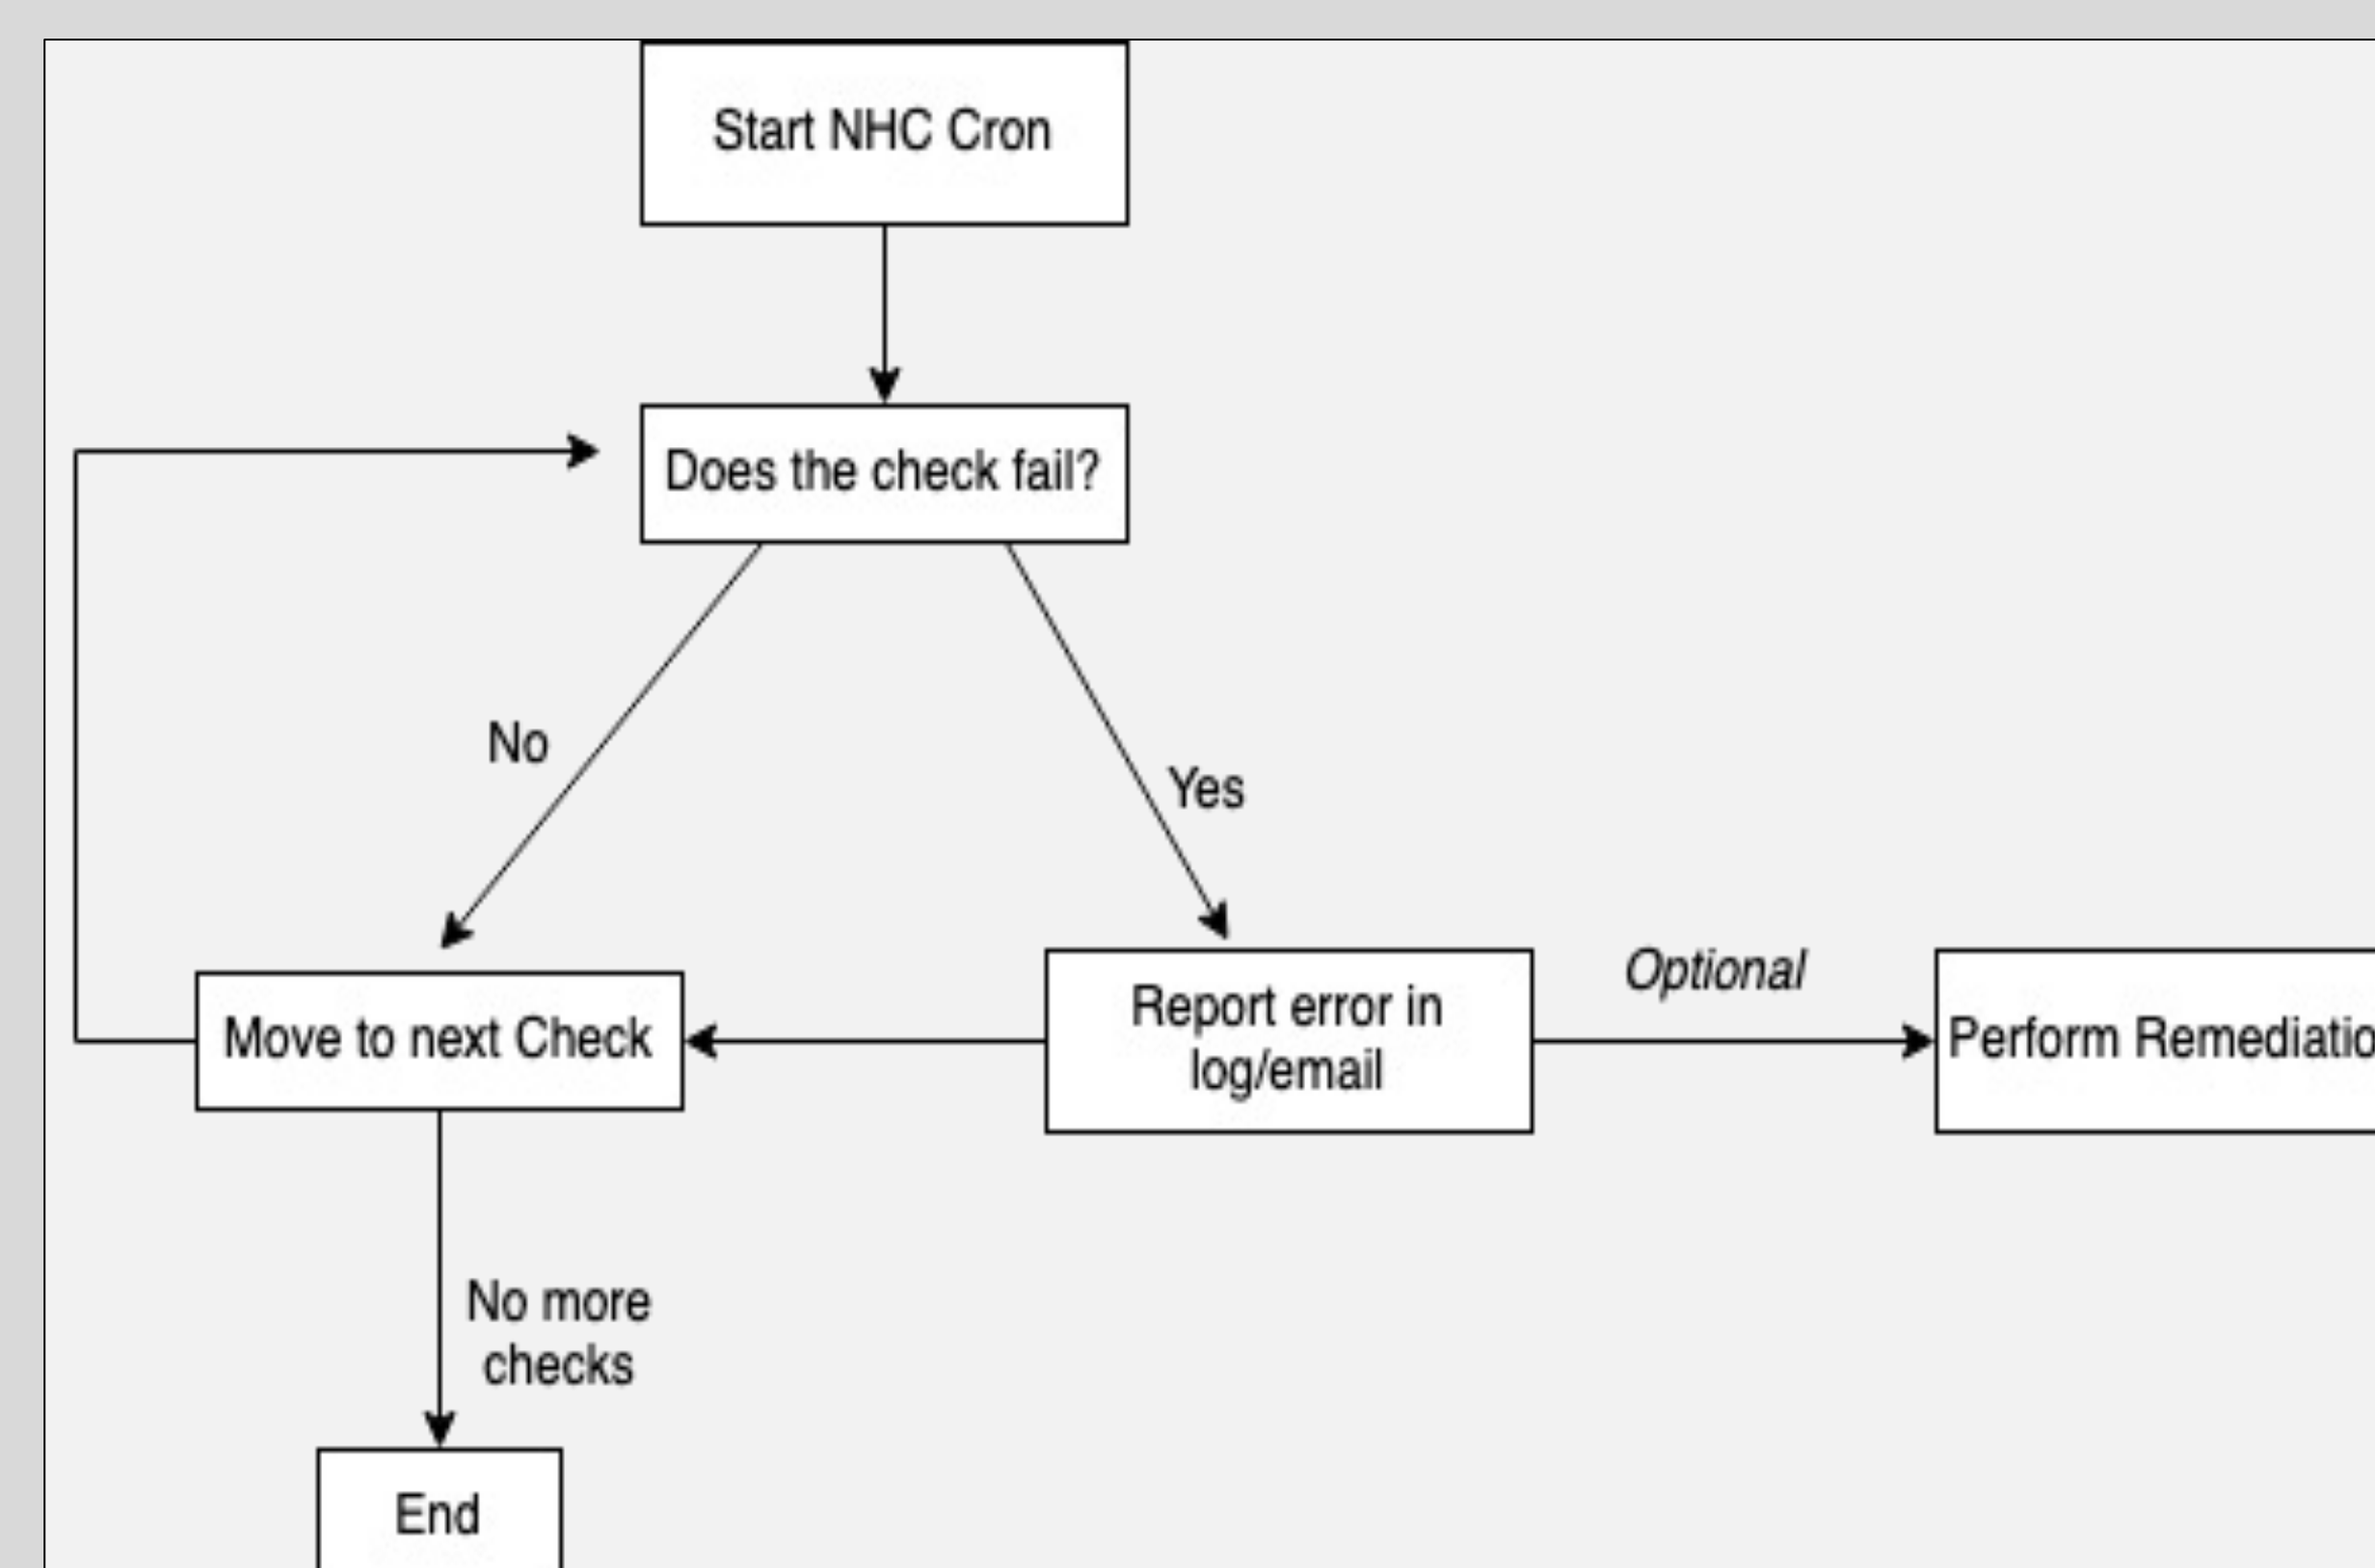 Start NHC Cron
Does the check fail?
No
Yes
Optional
Report error in
log/email
Move to next Check
Perform Remediatio
No more
checks
End